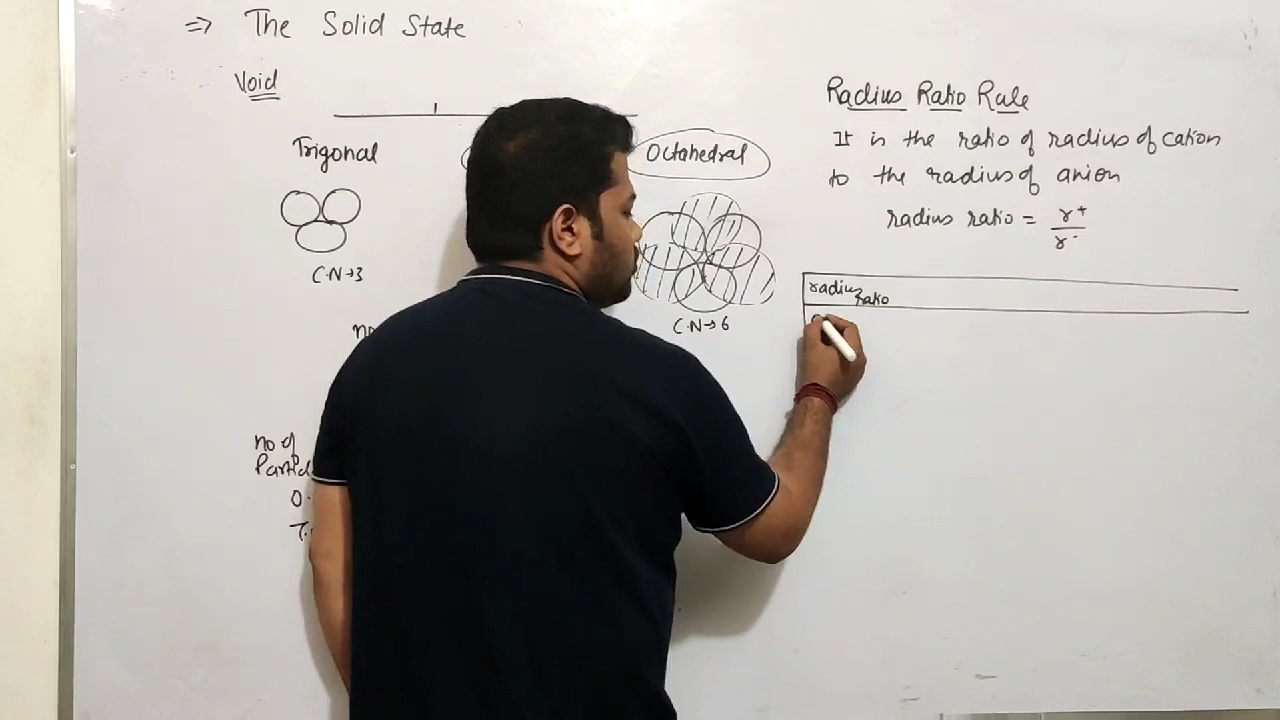 ⇒ The Solid State
Void
Trigonal
Octahedral
C.N→3
C.N→6
no of
O.
T.
Radius Ratio Rule
It is the ratio of radius of cation
to the radius of anion
radius ratio = r+/r-
radius
ratio